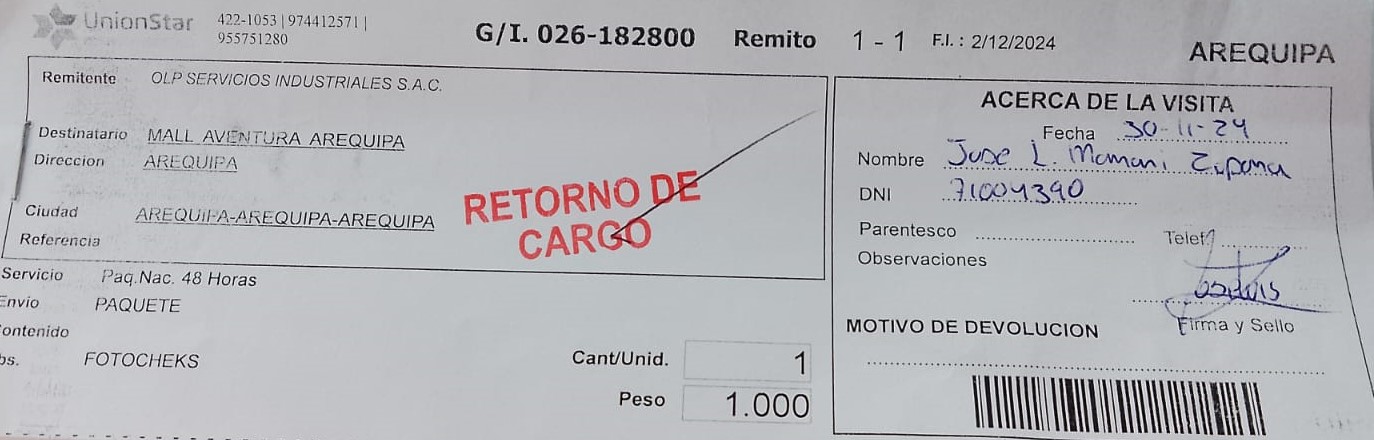 UnionStar 422-1053 | 974412571 |
955751280
G/I. 026-182800 Remito 1 - 1 F.I. : 2/12/2024
AREQUIPA
Remitente OLP SERVICIOS INDUSTRIALES S.A.C.
Destinatario MALL AVENTURA AREQUIPA
Direccion AREQUIPA
Ciudad AREQUIPA-AREQUIPA-AREQUIPA
Referencia
RETORNO DE
CARGO
Servicio Paq.Nac. 48 Horas
Envio PAQUETE
Contenido
bs. FOTOCHEKS
Cant/Unid. 1
Peso 1.000
ACERCA DE LA VISITA
Fecha 30-11-24
Nombre Jose L. Mamani Zapana
DNI 71004390
Parentesco Telef
Observaciones
Firma y Sello
MOTIVO DE DEVOLUCION